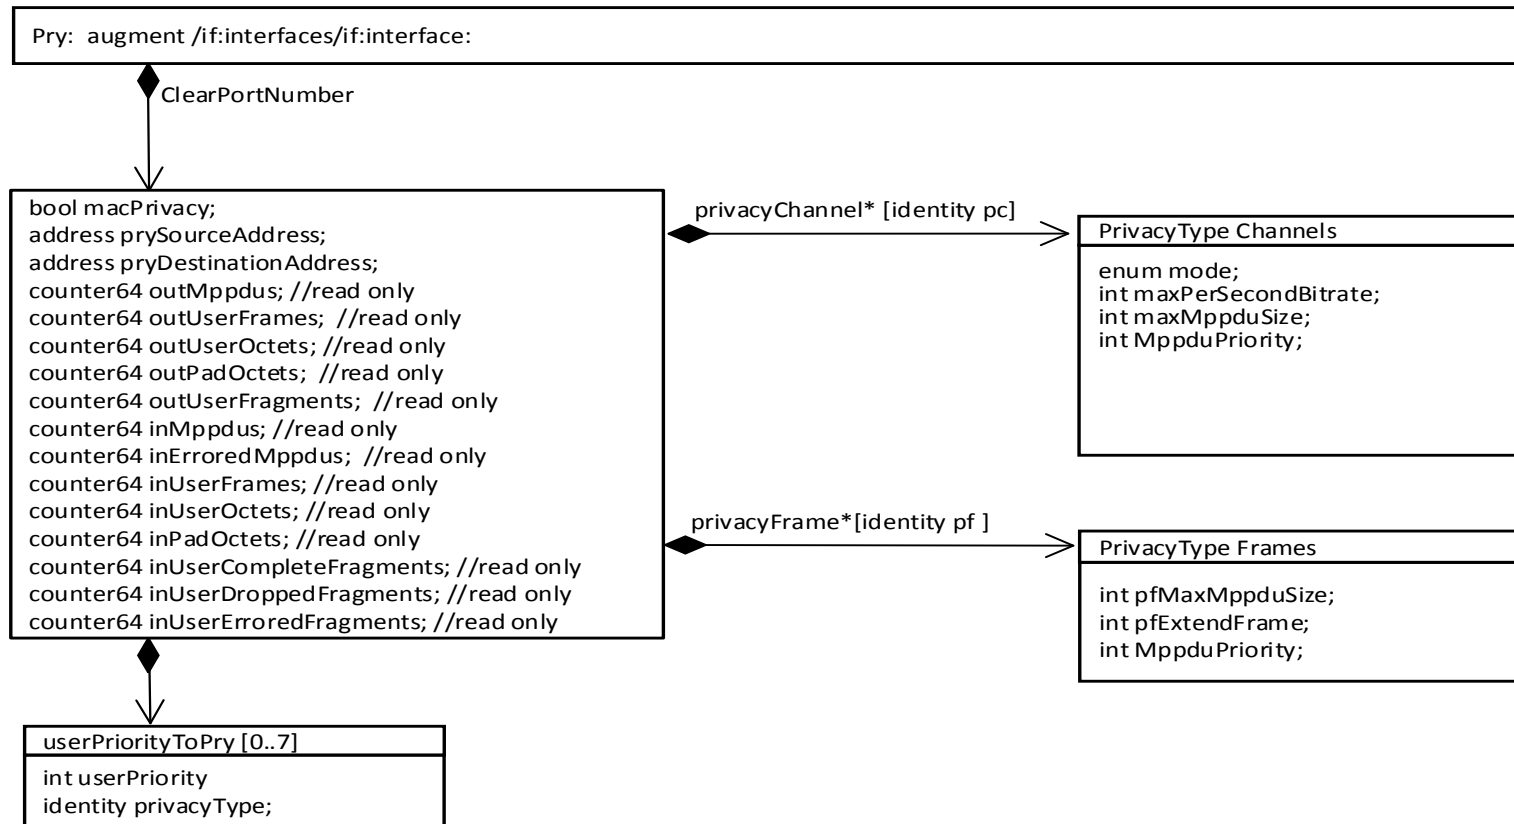 Pry: augment /if:interfaces/if:interface:
ClearPortNumber
bool macPrivacy;
address prySourceAddress;
address pryDestinationAddress;
counter64 outMppdus; //read only
counter64 outUserFrames; //read only
counter64 outUserOctets; //read only
counter64 outPadOctets; //read only
counter64 outUserFragments; //read only
counter64 inMppdus; //read only
counter64 inErroredMppdus; //read only
counter64 inUserFrames; //read only
counter64 inUserOctets; //read only
counter64 inPadOctets; //read only
counter64 inUserCompleteFragments; //read only
counter64 inUserDroppedFragments; //read only
counter64 inUserErroredFragments; //read only
privacyChannel* [identity pc]
PrivacyType Channels
enum mode;
int maxPerSecondBitrate;
int maxMppduSize;
int MppduPriority;
privacyFrame*[identity pf ]
PrivacyType Frames
int pfMaxMppduSize;
int pfExtendFrame;
int MppduPriority;
userPriorityToPry [0..7]
int userPriority
identity privacyType;